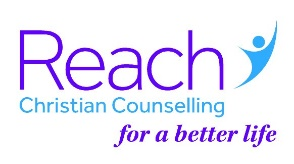 Reach
Christian Counselling
for a better life